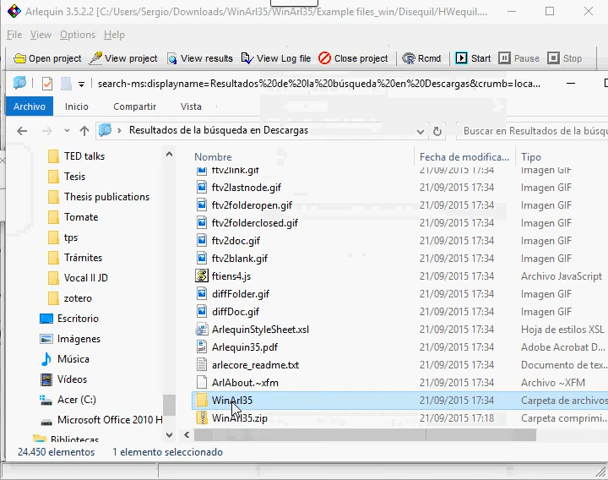 Arlequin 3.5.2.2 [C:/Users/Sergio/Downloads/WinArl35/WinArl35/Example files_win/Disequil/HWequil.
File View Options Help
Open project View project View results View Log file Close project Rcmd Start Pause Stop
search-ms:displayname=Resultados%20de%20la%20búsqueda%20en%20Descargas&crumb=loca...
Archivo Inicio Compartir Vista
Resultados de la búsqueda en Descargas
Buscar en Resultados de la búsqu
TED talks
Tesis
Thesis publications
Tomate
tps
Trámites
Vocal II JD
zotero
Escritorio
Imágenes
Música
Vídeos
Acer (C:)
Microsoft Office 2010 H
Bibliotecas
Nombre Fecha de modifica... Tipo
ftv2link.gif 21/09/2015 17:34 Imagen GIF
ftv2lastnode.gif 21/09/2015 17:34 Imagen GIF
ftv2folderopen.gif 21/09/2015 17:34 Imagen GIF
ftv2folderclosed.gif 21/09/2015 17:34 Imagen GIF
ftv2doc.gif 21/09/2015 17:34 Imagen GIF
ftv2blank.gif 21/09/2015 17:34 Imagen GIF
ftiens4.js 21/09/2015 17:34 Archivo JavaScript
diffFolder.gif 21/09/2015 17:34 Imagen GIF
diffDoc.gif 21/09/2015 17:34 Imagen GIF
ArlequinStyleSheet.xsl 21/09/2015 17:34 Hoja de estilos XSL
Arlequin35.pdf 21/09/2015 17:34 Adobe Acrobat D
arlecore_readme.txt 21/09/2015 17:34 Documento de tex
ArlAbout.~xfm 21/09/2015 17:34 Archivo ~XFM
WinArl35 21/09/2015 17:34 Carpeta de archivos
WinArl35.zip 21/09/2015 17:18 Carpeta comprimi...
24.450 elementos 1 elemento seleccionado